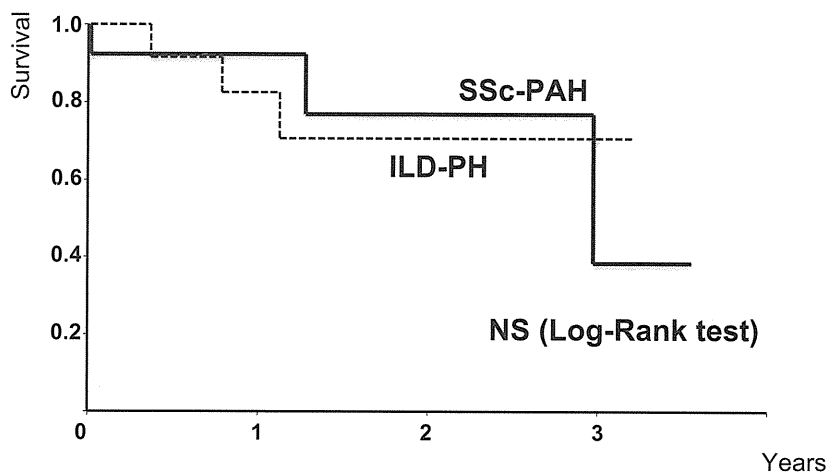 Survival
1.0
0.8
0.6
0.4
0.2
SSc-PAH
ILD-PH
NS (Log-Rank test)
0 1 2 3
Years